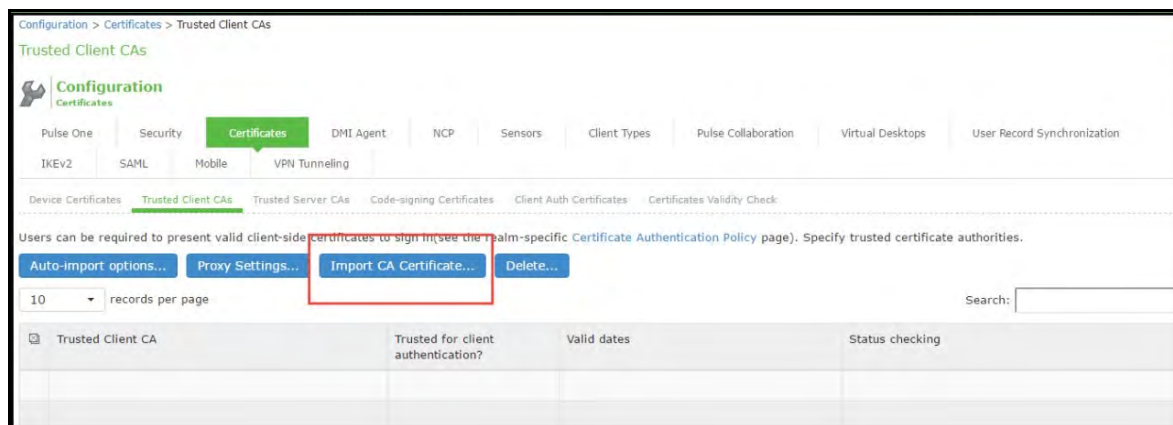 Configuration > Certificates > Trusted Client CAs
Trusted Client CAs
Configuration
Certificates
Pulse One Security Certificates DMI Agent NCP Sensors Client Types Pulse Collaboration Virtual Desktops User Record Synchronization
IKEv2 SAML Mobile VPN Tunneling
Device Certificates Trusted Client CAs Trusted Server CAs Code-signing Certificates Client Auth Certificates Certificates Validity Check
Users can be required to present valid client-side certificates to sign in(see the realm-specific Certificate Authentication Policy page). Specify trusted certificate authorities.
Auto-import options... Proxy Settings... Import CA Certificate... Delete...
10 records per page Search:
Trusted Client CA Trusted for client Valid dates Status checking
authentication?